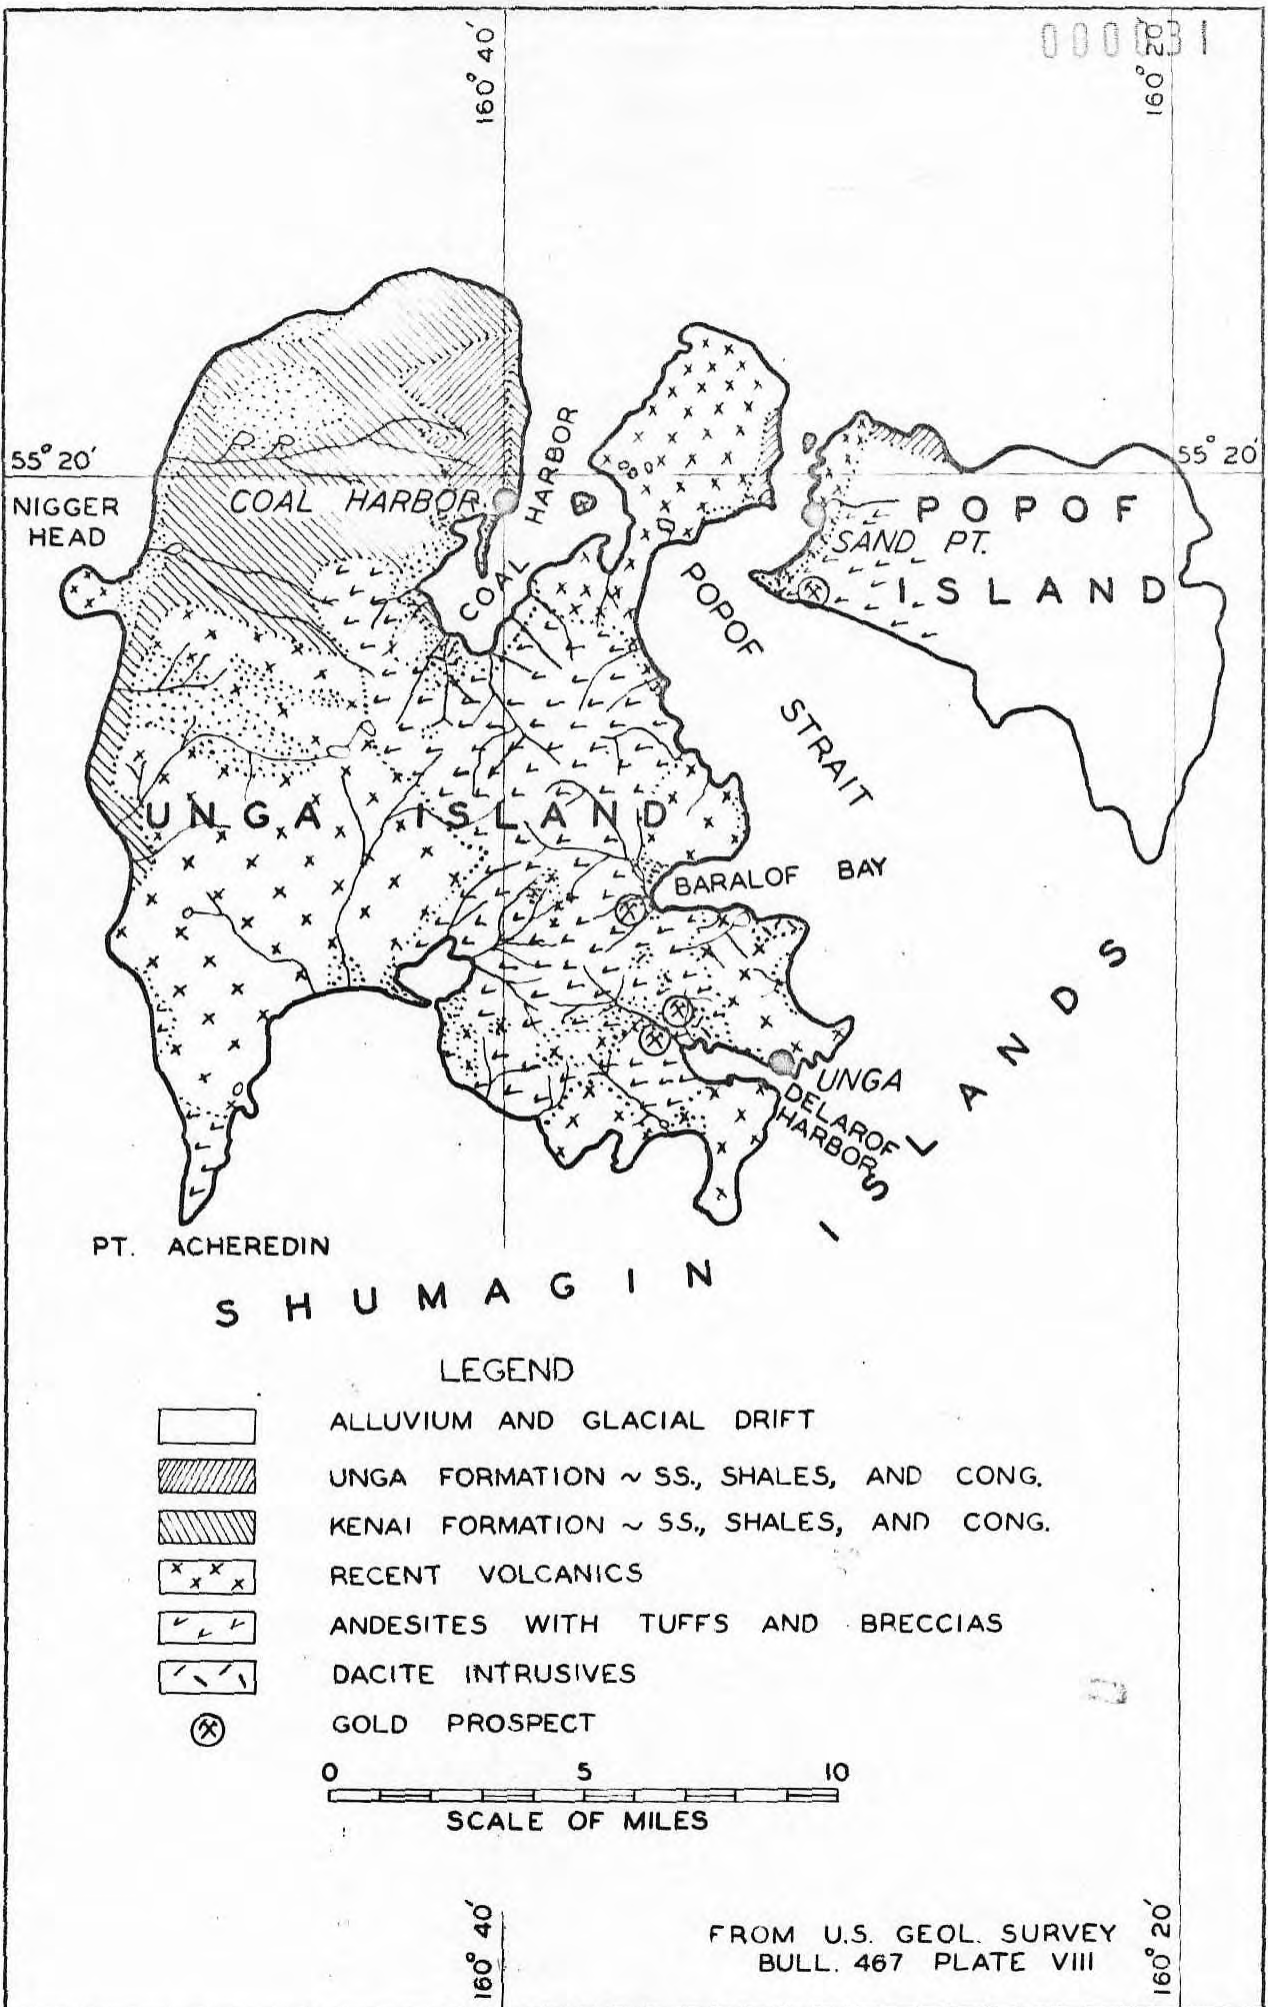 160° 40'
160° 20'
000031
55° 20'
55° 20'
NIGGER
HEAD
COAL HARBOR
COAL HARBOR
POPOF
ISLAND
SAND PT.
POPOF STRAIT
UNGA ISLAND
BARALOF BAY
UNGA
DELAROF
HARBOR
PT. ACHEREDIN
SHUMAGIN ISLANDS
LEGEND
ALLUVIUM AND GLACIAL DRIFT
UNGA FORMATION ~ SS., SHALES, AND CONG.
KENAI FORMATION ~ SS., SHALES, AND CONG.
RECENT VOLCANICS
ANDESITES WITH TUFFS AND BRECCIAS
DACITE INTRUSIVES
GOLD PROSPECT
0 5 10
SCALE OF MILES
160° 40'
160° 20'
FROM U.S. GEOL. SURVEY
BULL. 467 PLATE VIII